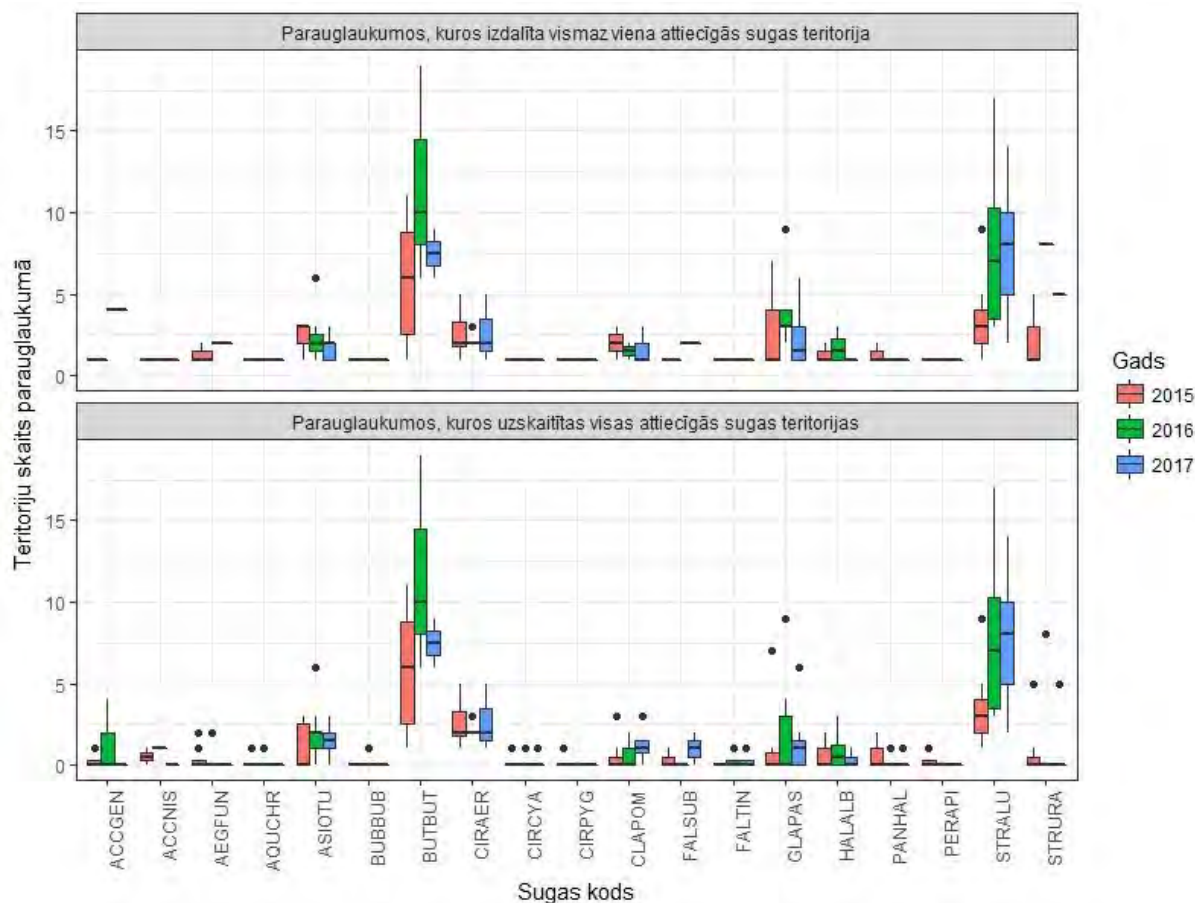 Parauglaukumos, kuros izdalīta vismaz viena attiecīgās sugas teritorija
15
10
5
0
Parauglaukumos, kuros uzskaitītas visas attiecīgās sugas teritorijas
15
10
5
0
Teritoriju skaits parauglaukumā
ACCGEN
ACCNIS
AEGFUN
AQUCHR
ASIOTU
BUBBUB
BUTBUT
CIRAER
CIRCYA
CIRPYG
CLAPOM
FALSUB
FALTIN
GLAPAS
HALALB
PANHAL
PERAPI
STRALU
STRURA
Sugas kods
Gads
2015
2016
2017